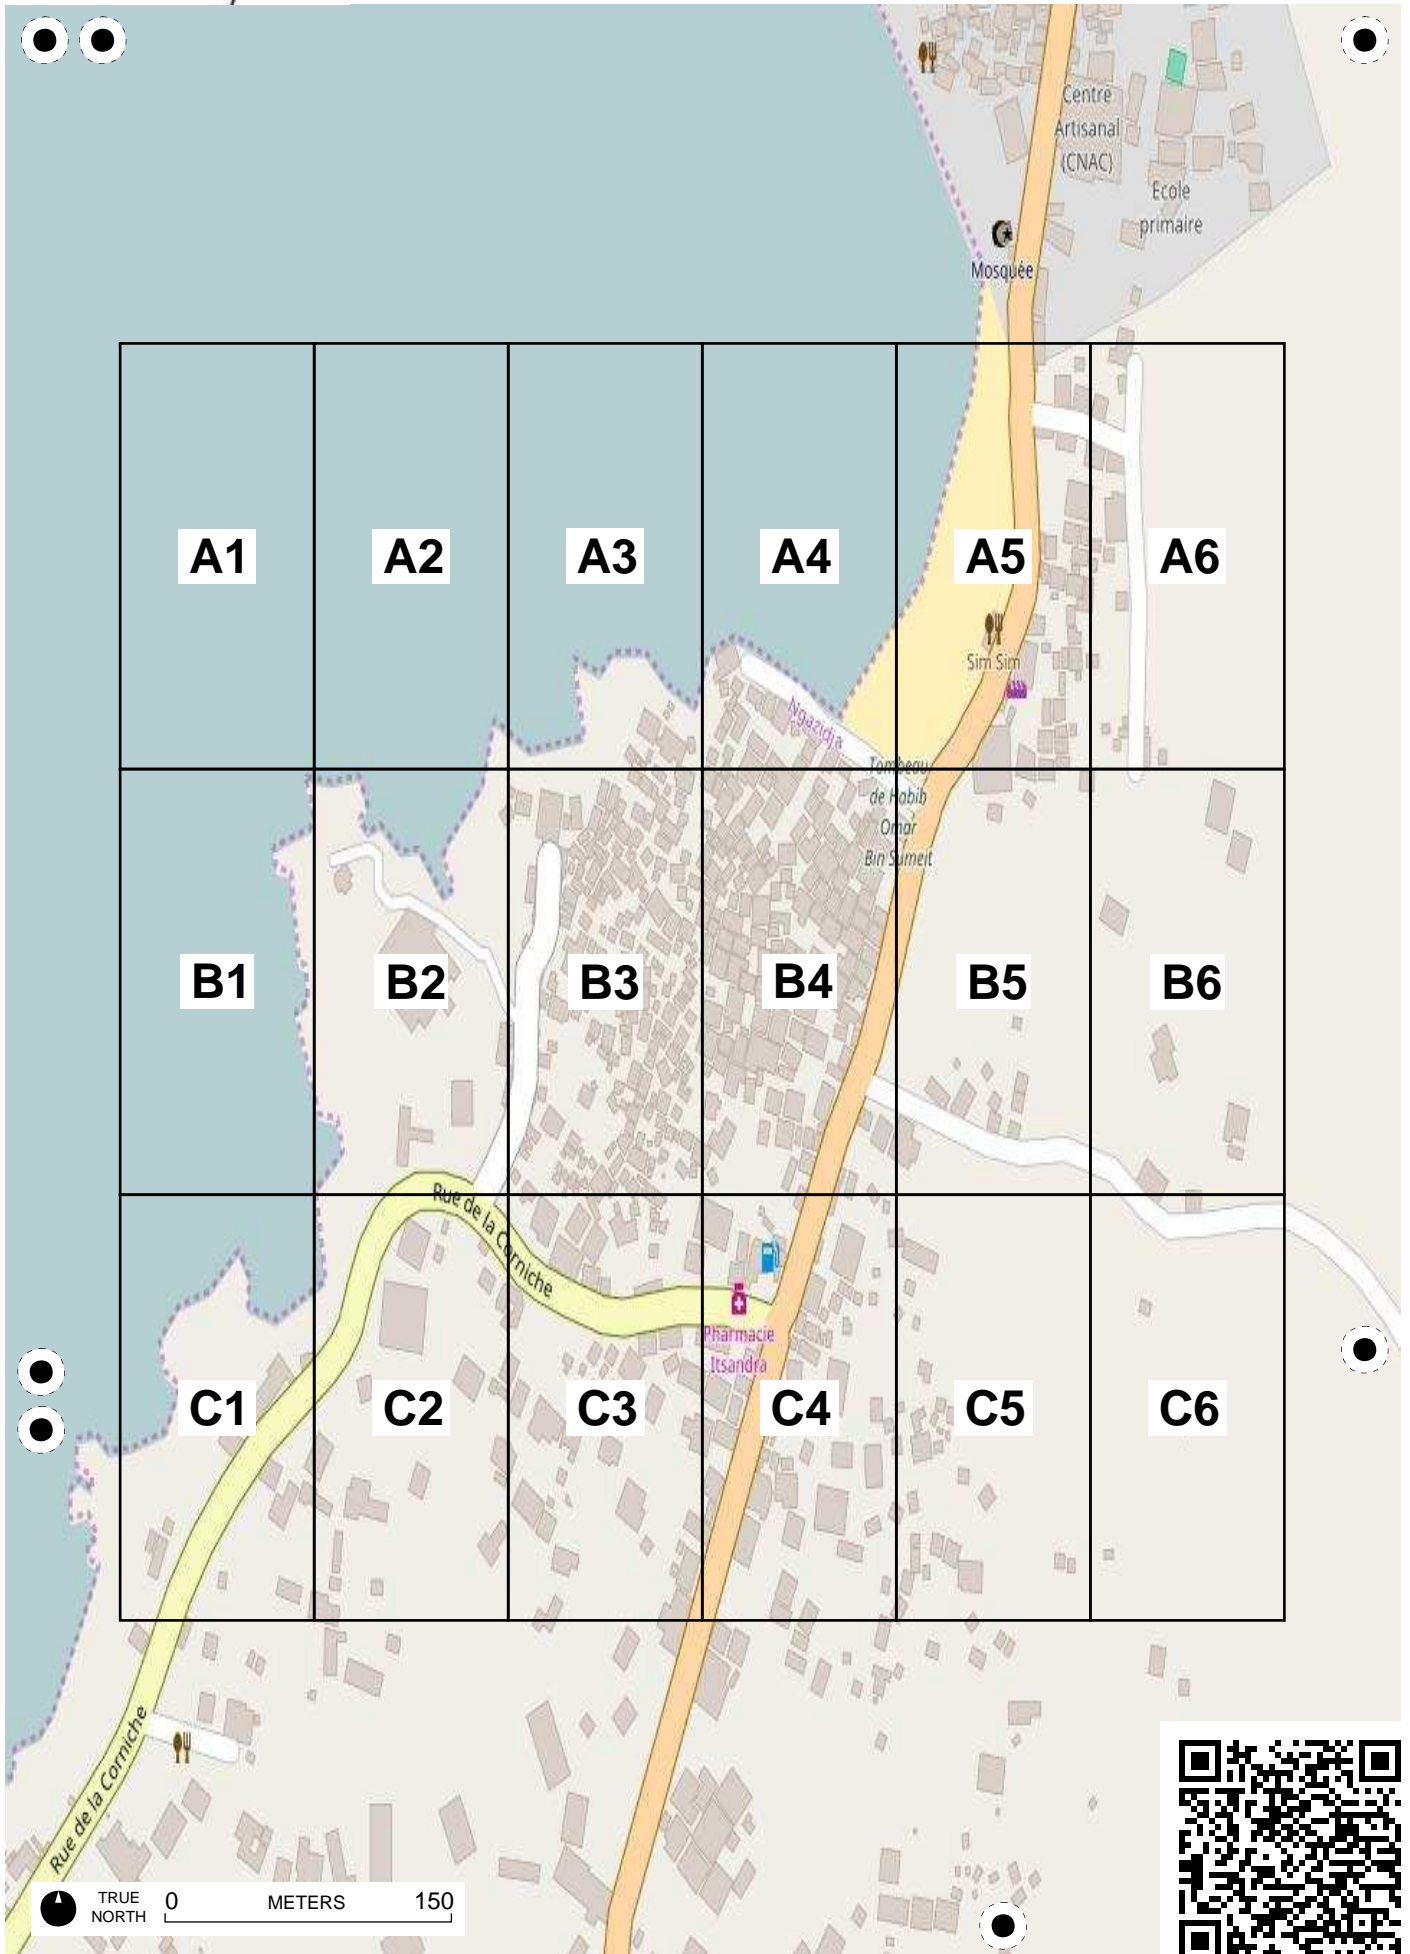 Centre
Artisanal
(CNAC)
Ecole
primaire
Mosquée
A1
A2
A3
A4
A5
A6
Sim Sim
Ngazidja
Tombeau
de Habib
Omar
Bin Sumeit
B1
B2
B3
B4
B5
B6
Rue de la Corniche
Pharmacie
Itsandra
C1
C2
C3
C4
C5
C6
Rue de la Corniche
TRUE
NORTH
0 METERS 150